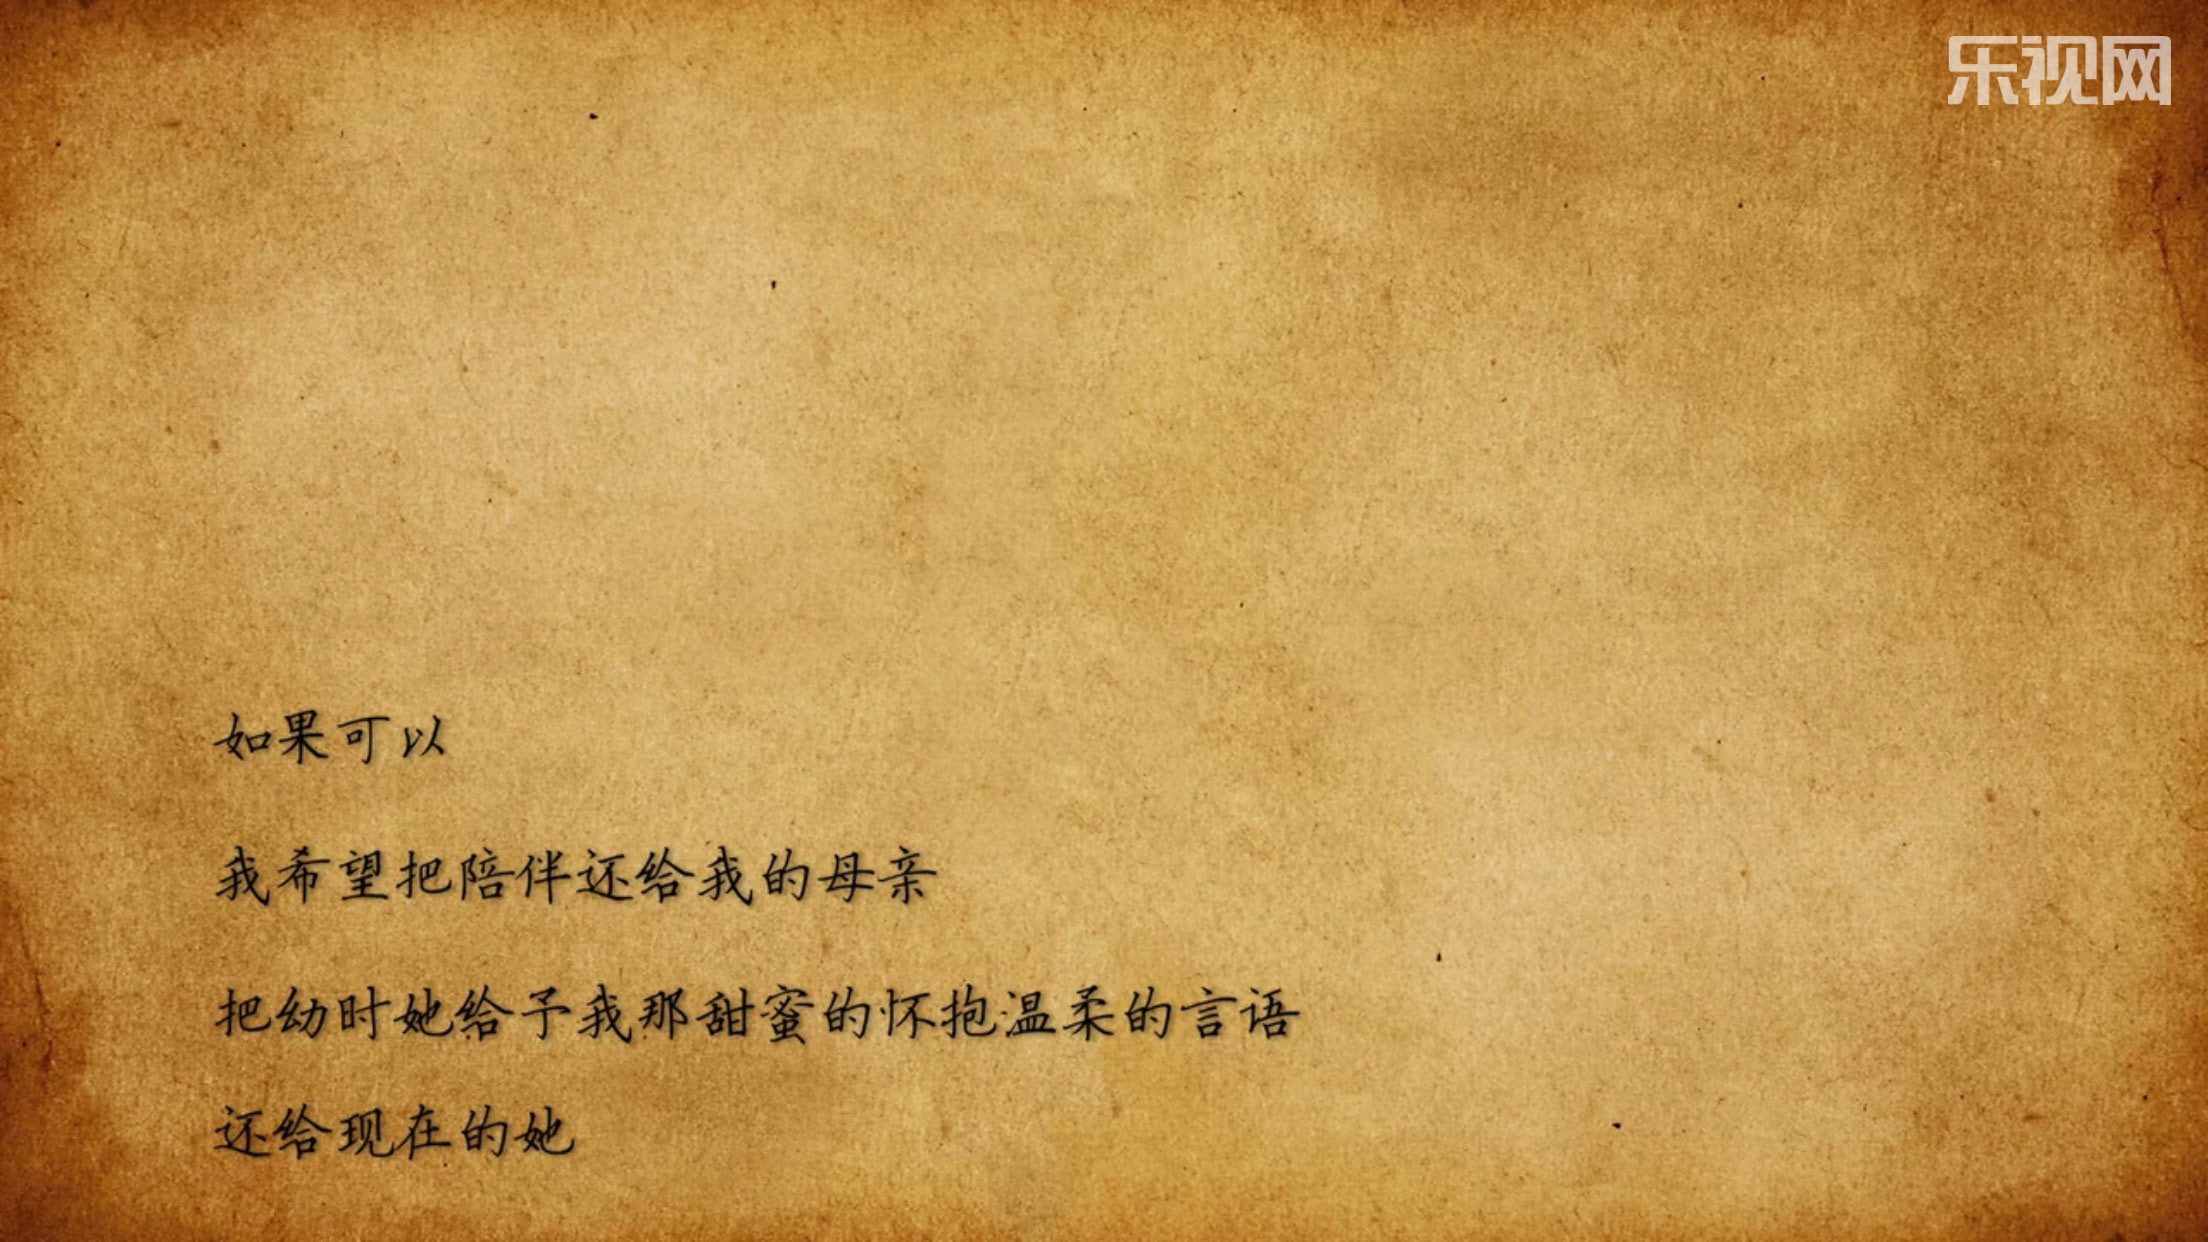 乐视网
如果可以
我希望把陪伴还给我的母亲
把幼时她给予我那甜蜜的怀抱温柔的言语
还给现在的她